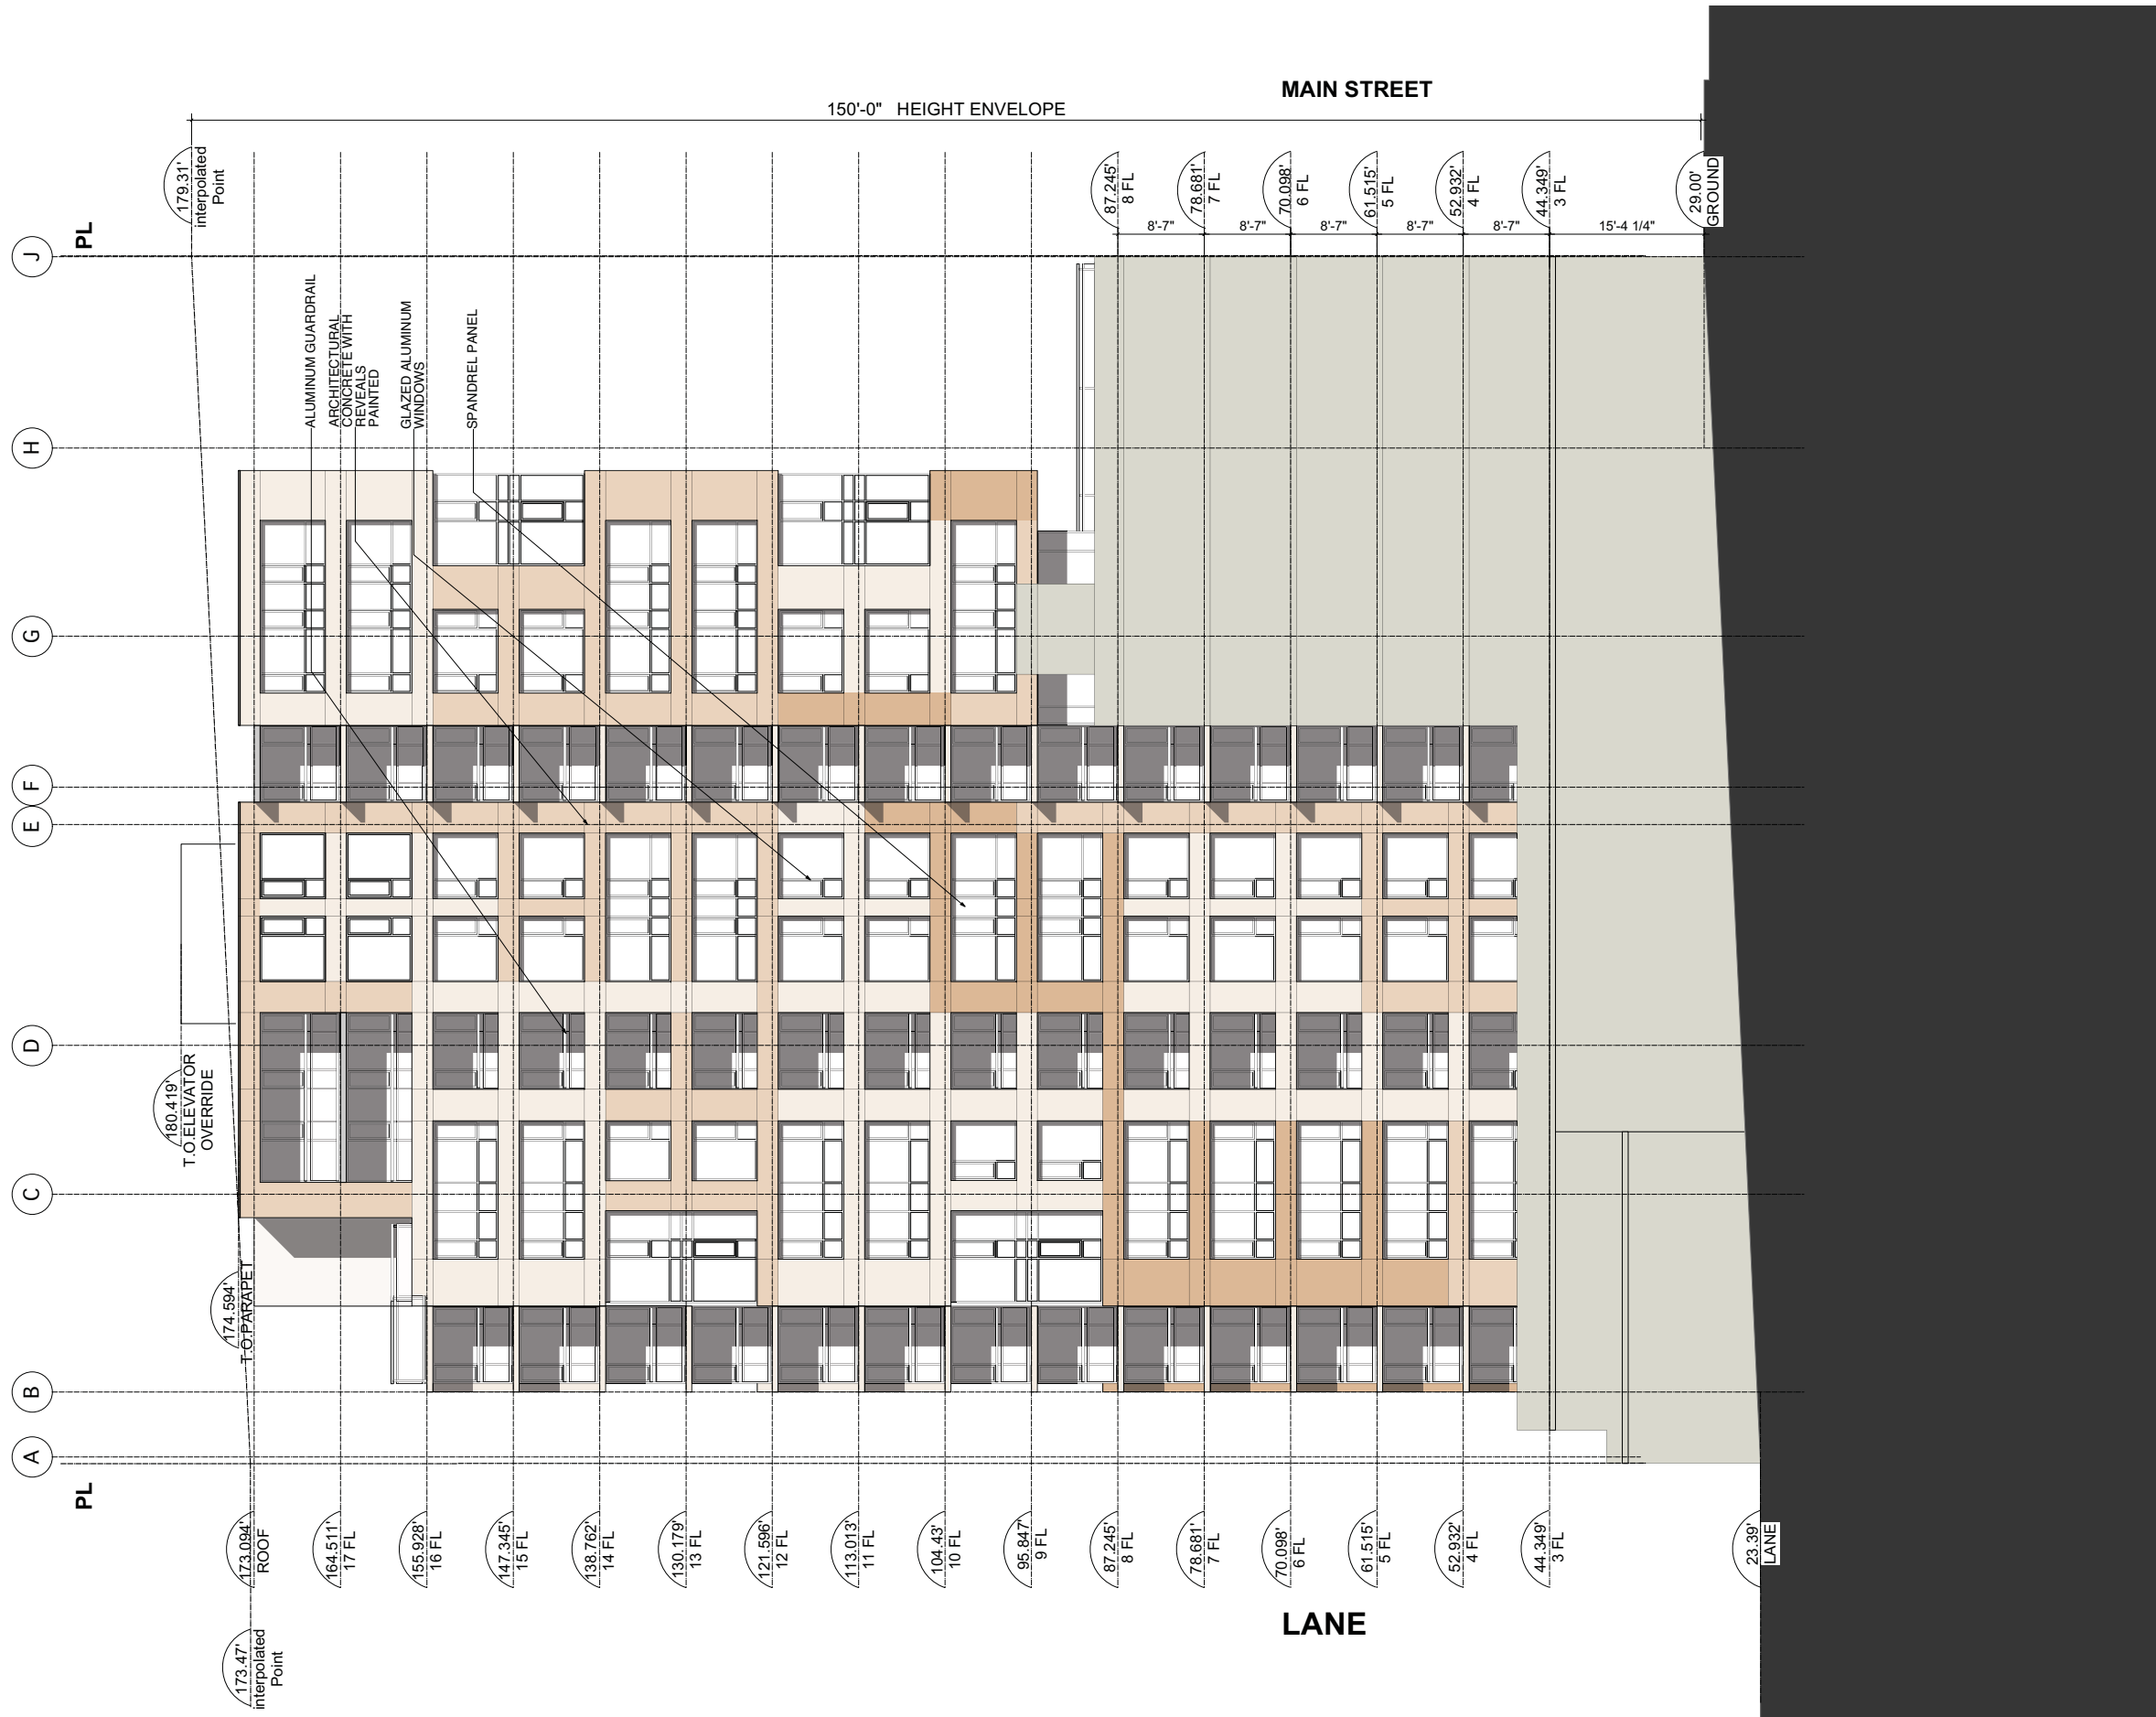 MAIN STREET
150'-0" HEIGHT ENVELOPE
179.31'
interpolated
Point
87.245'
8 FL
78.681'
7 FL
70.098'
6 FL
61.515'
5 FL
52.932'
4 FL
44.349'
3 FL
29.00'
GROUND
8'-7"
8'-7"
8'-7"
8'-7"
8'-7"
15'-4 1/4"
PL
J
H
G
F
E
D
C
B
A
PL
ALUMINUM GUARDRAIL
ARCHITECTURAL
CONCRETE WITH
REVEALS
PAINTED
GLAZED ALUMINUM
WINDOWS
SPANDREL PANEL
180.419'
T.O.ELEVATOR
OVERRIDE
174.594'
T.O.PARAPET
173.094'
ROOF
164.511'
17 FL
155.928'
16 FL
147.345'
15 FL
138.762'
14 FL
130.179'
13 FL
121.596'
12 FL
113.013'
11 FL
104.43'
10 FL
95.847'
9 FL
87.245'
8 FL
78.681'
7 FL
70.098'
6 FL
61.515'
5 FL
52.932'
4 FL
44.349'
3 FL
23.39'
LANE
173.47'
interpolated
Point
LANE